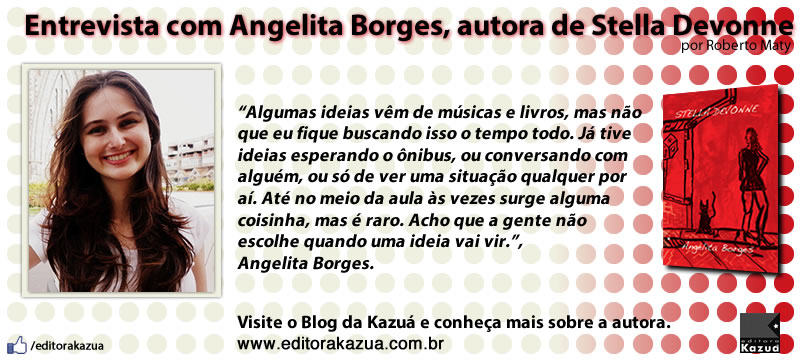 Entrevista com Angelita Borges, autora de Stella Devonne
por Roberto Maty
“Algumas ideias vêm de músicas e livros, mas não
que eu fique buscando isso o tempo todo. Já tive
ideias esperando o ônibus, ou conversando com
alguém, ou só de ver uma situação qualquer por
aí. Até no meio da aula às vezes surge alguma
coisinha, mas é raro. Acho que a gente não
escolhe quando uma ideia vai vir.”,
Angelita Borges.
STELLA DEVONNE
Angelita Borges
Visite o Blog da Kazuá e conheça mais sobre a autora.
www.editorakazua.com.br
/editorakazua
editora
Kazuá